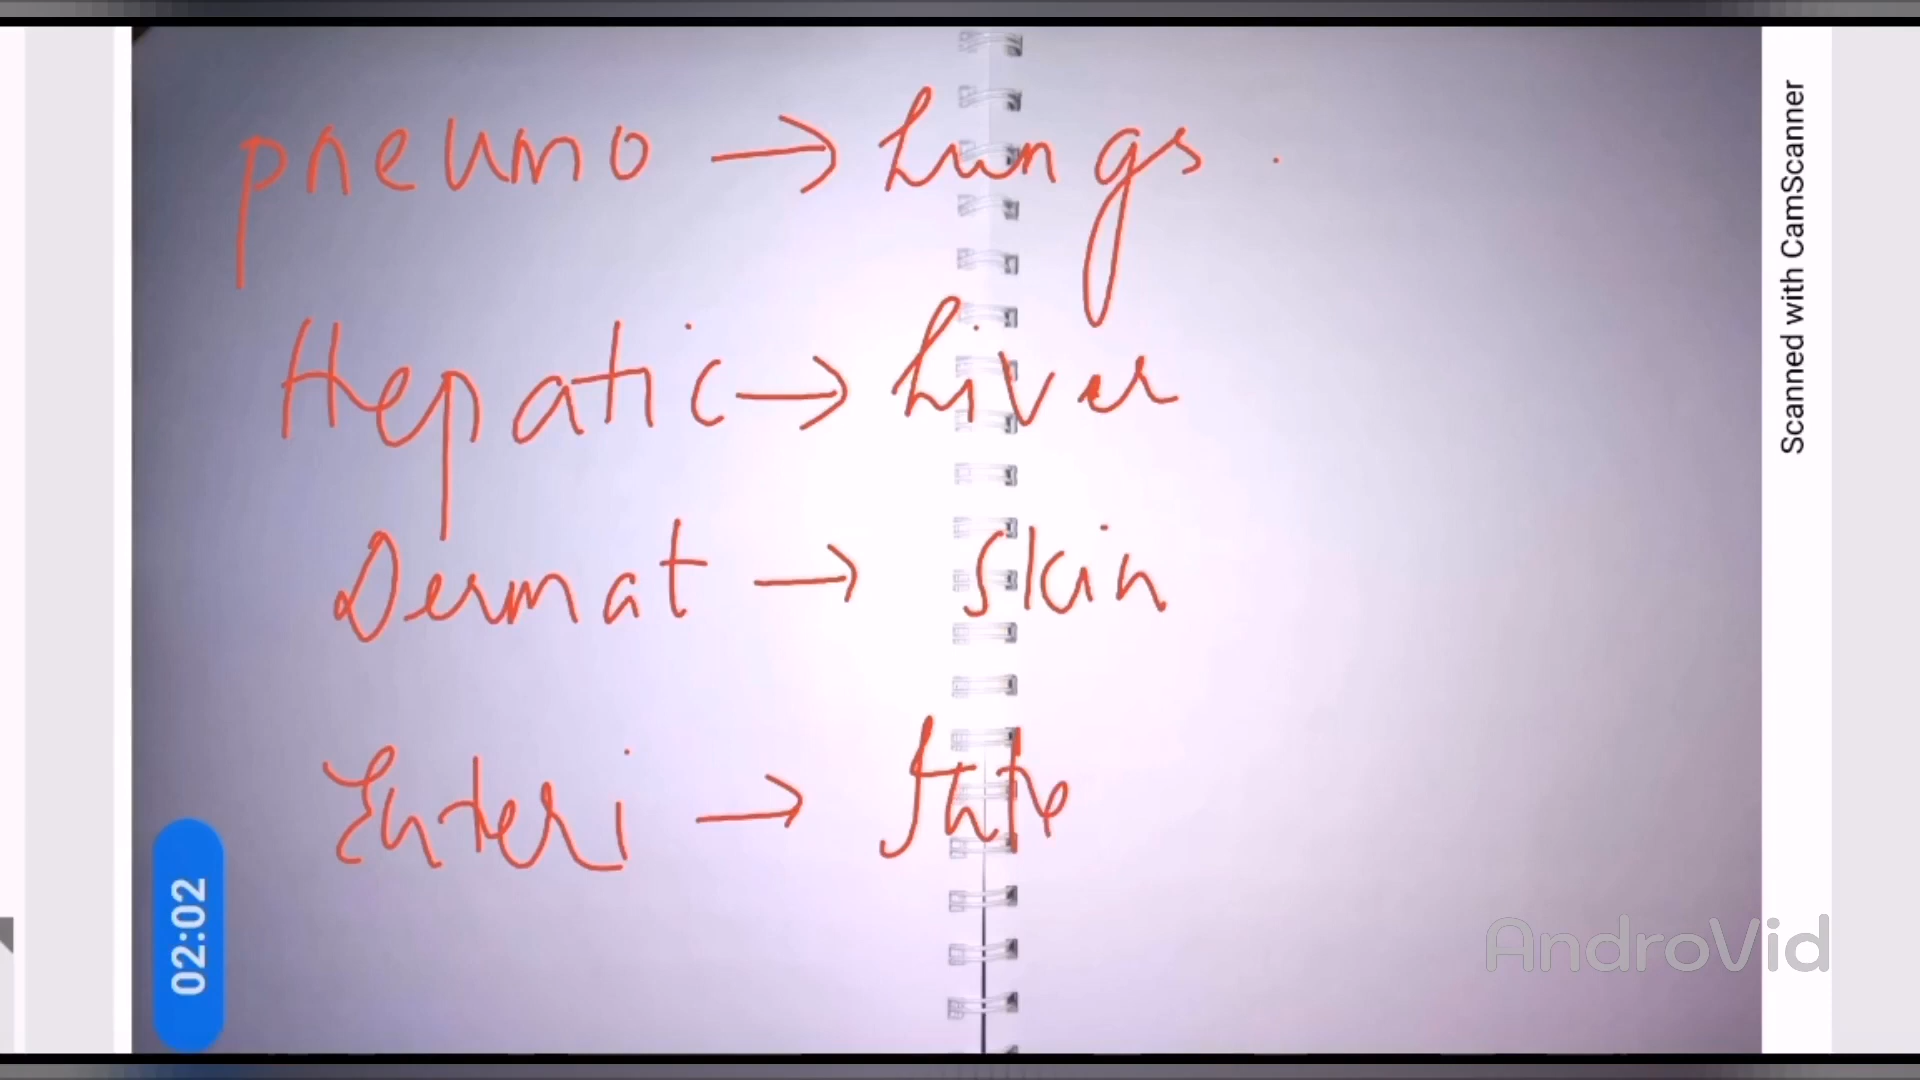 pneumo → Lungs .
Hepatic → Liver
Dermat → Skin
Enteri →
02:02
Scanned with CamScanner
AndroVid